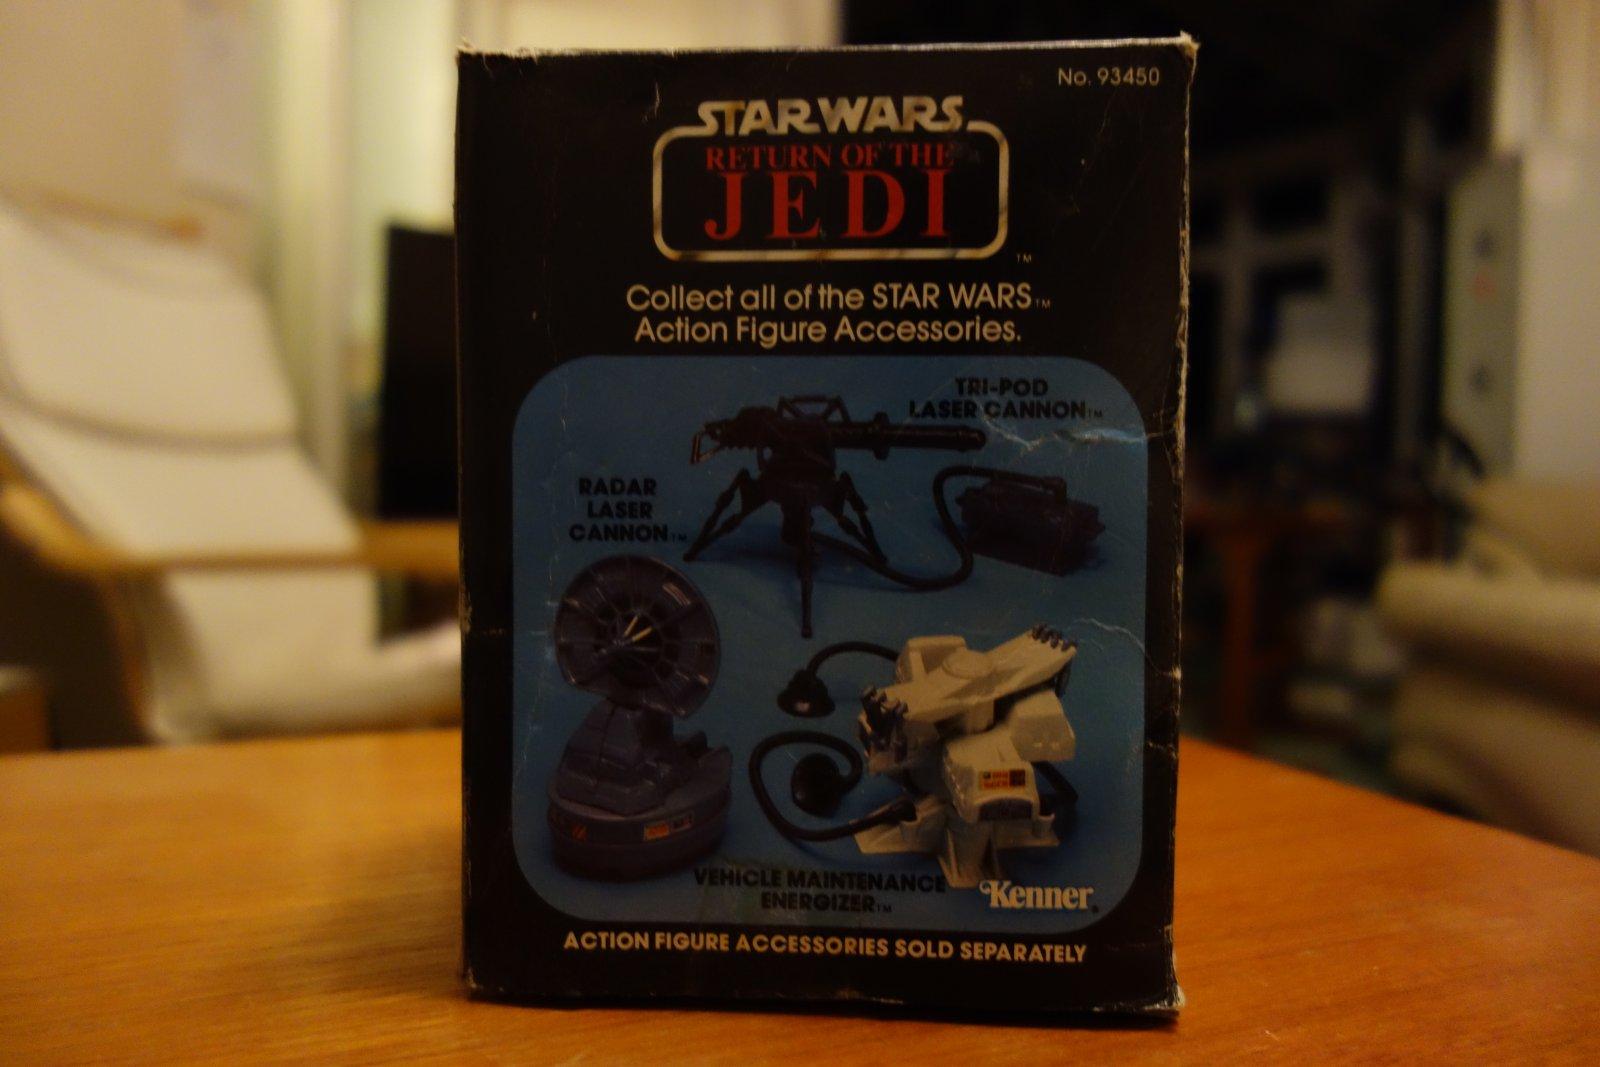 No. 93450
STAR WARS
RETURN OF THE
JEDI
TM
Collect all of the STAR WARS TM
Action Figure Accessories.
TRI-POD
LASER CANNON TM
RADAR
LASER
CANNON TM
VEHICLE MAINTENANCE
ENERGIZER TM
Kenner®
ACTION FIGURE ACCESSORIES SOLD SEPARATELY